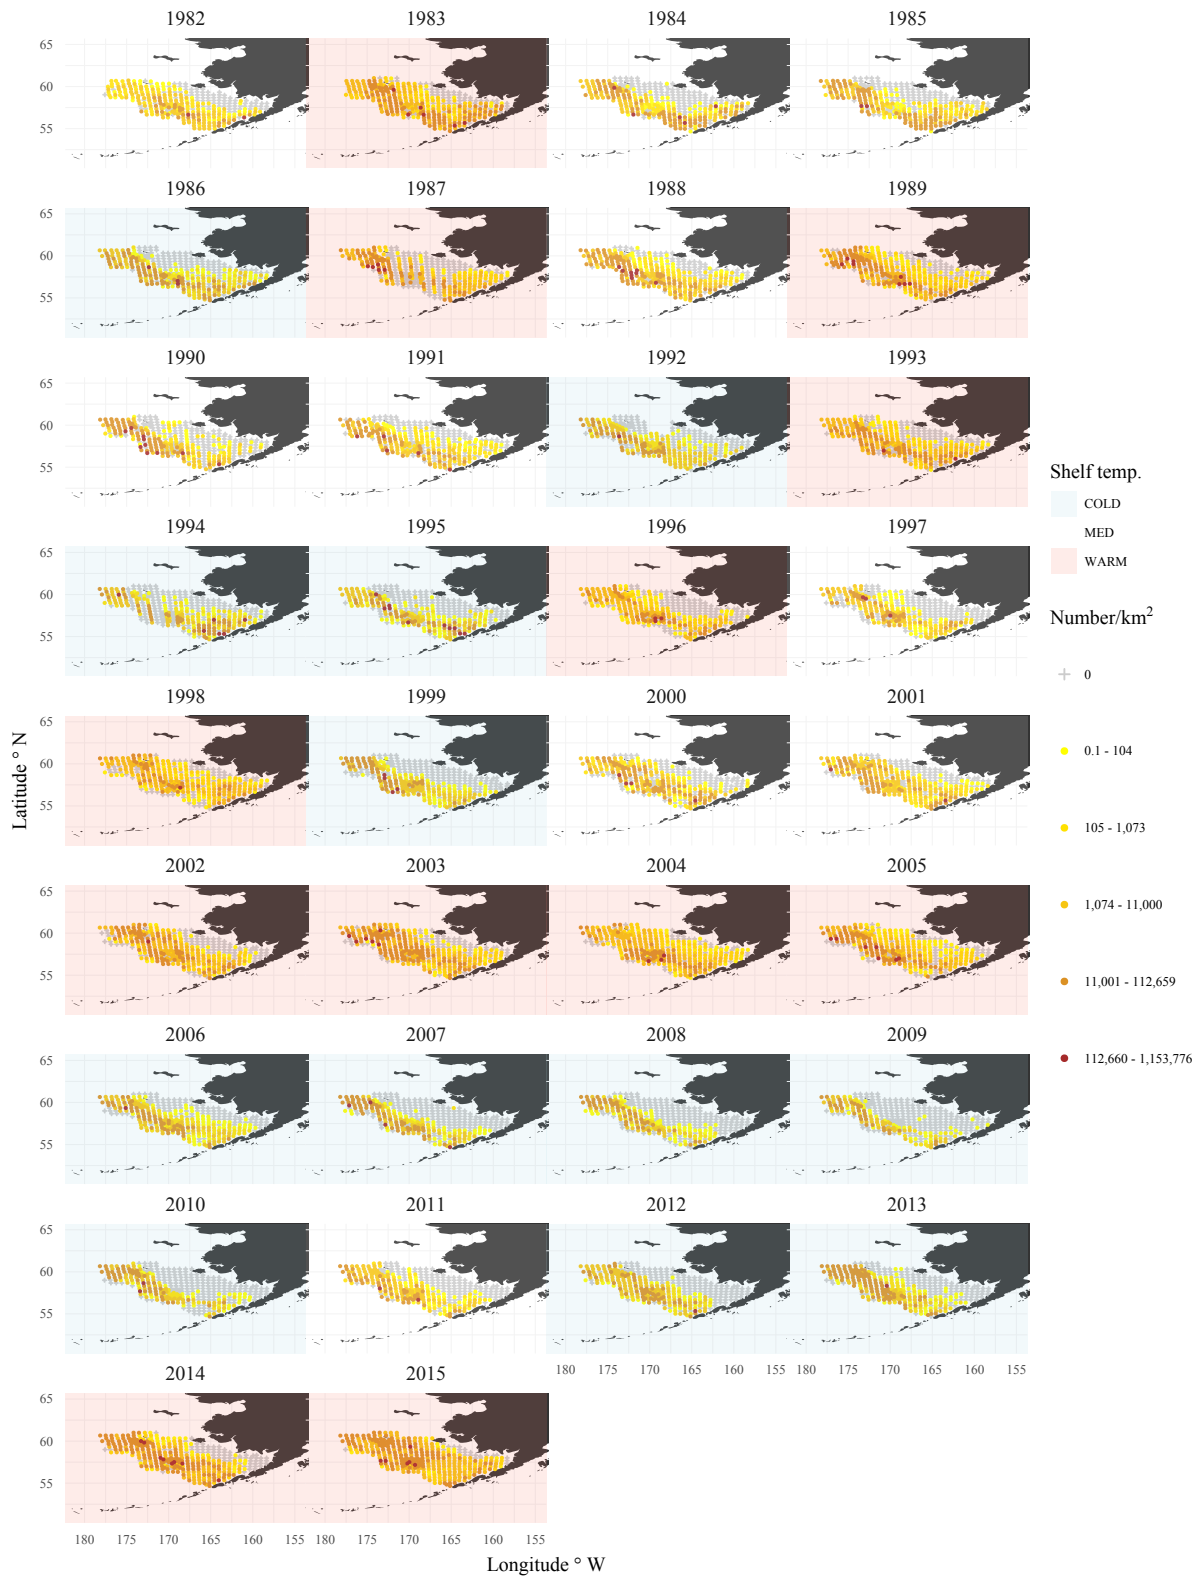 1982 1983 1984 1985
65
60
55
1986 1987 1988 1989
65
60
55
1990 1991 1992 1993
65
60
55
Shelf temp.
COLD
MED
WARM
1994 1995 1996 1997
65
60
55
Number/km²
0
1998 1999 2000 2001
65
60
55
0.1 - 104
105 - 1,073
Latitude ° N
2002 2003 2004 2005
65
60
55
1,074 - 11,000
11,001 - 112,659
2006 2007 2008 2009
65
60
55
112,660 - 1,153,776
2010 2011 2012 2013
65
60
55
180 175 170 165 160 155 180 175 170 165 160 155
2014 2015
65
60
55
180 175 170 165 160 155 180 175 170 165 160 155
Longitude ° W